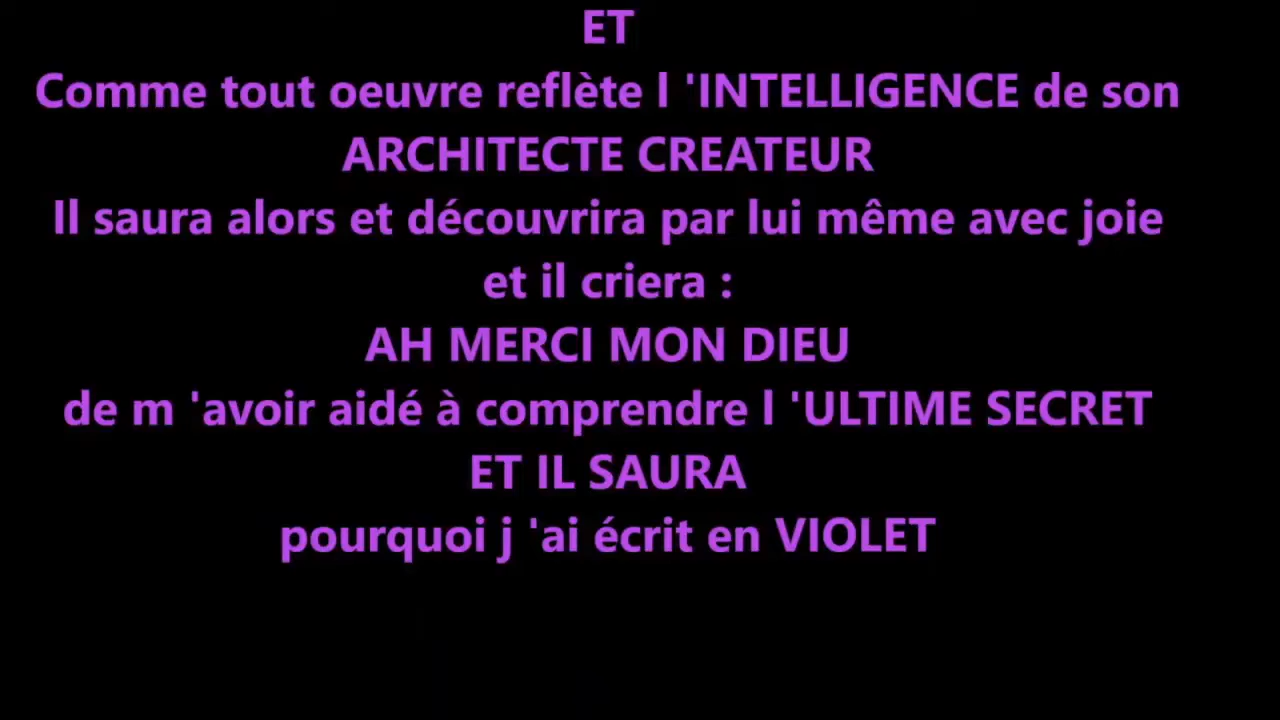 ET
Comme tout oeuvre reflète l 'INTELLIGENCE de son
ARCHITECTE CREATEUR
Il saura alors et découvrira par lui même avec joie
et il criera :
AH MERCI MON DIEU
de m 'avoir aidé à comprendre l 'ULTIME SECRET
ET IL SAURA
pourquoi j 'ai écrit en VIOLET